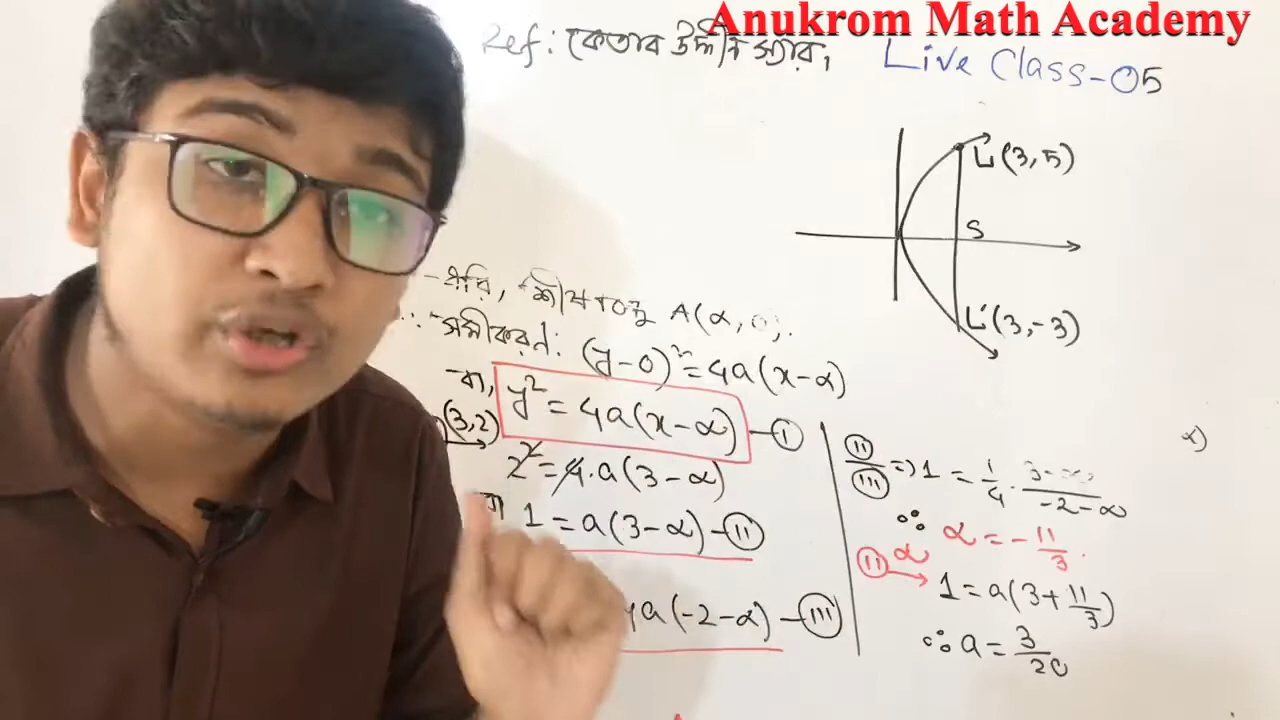 Anukrom Math Academy
Ref: কেতাব উদ্দীন স্যার,
Live Class-05
L (3, 5)
S
L' (3, -3)
ধরি, শীর্ষবিন্দু A(α, 0).
∴ সমীকরণ: (y-0)² = 4a(x-α)
বা, y² = 4a(x-α) — I
(3,2)
2² = 4.a(3-α)
বা 1 = a(3-α) — II
a(-2-α) — III
II/III ⇒ 1 = 1/4 . 3-α/-2-α
∴ α = -11/3.
II α → 1 = a(3+11/3)
∴ a = 3/20